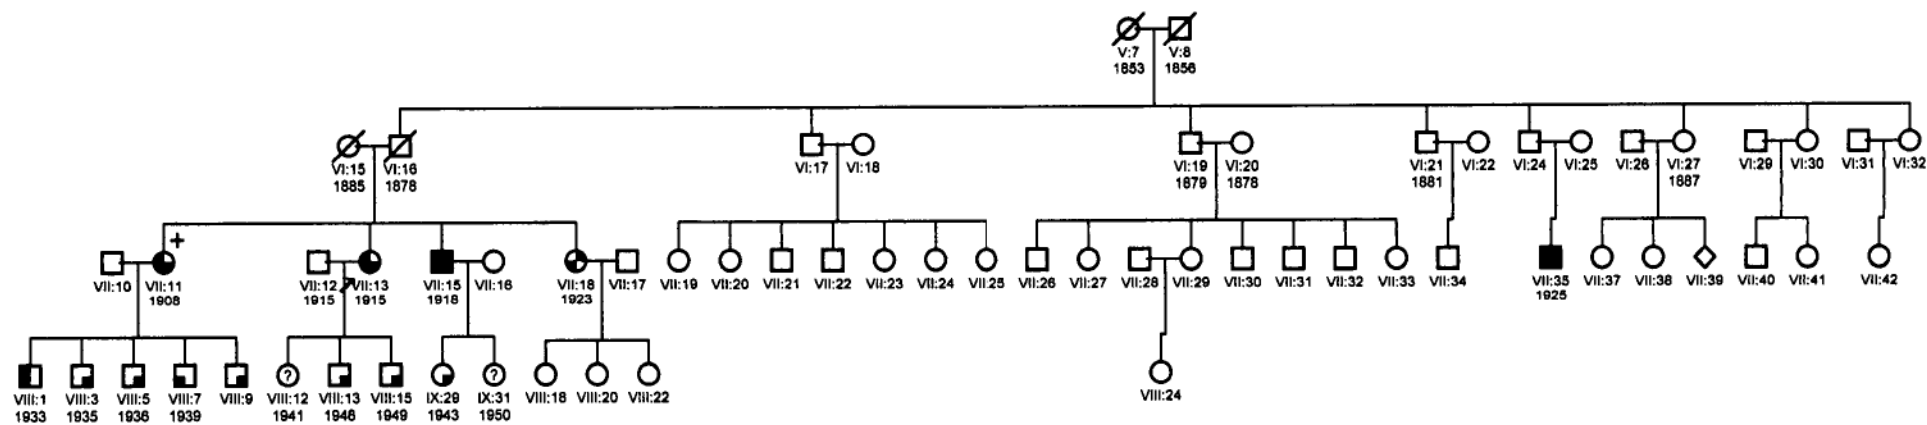 V:7 V:8
1853 1856
VI:15 VI:16 VI:17 VI:18 VI:19 VI:20 VI:21 VI:22 VI:24 VI:25 VI:26 VI:27 VI:29 VI:30 VI:31 VI:32
1885 1878 1879 1878 1881 1887
+
VII:10 VII:11 VII:12 VII:13 VII:15 VII:16 VII:18 VII:17 VII:19 VII:20 VII:21 VII:22 VII:23 VII:24 VII:25 VII:26 VII:27 VII:28 VII:29 VII:30 VII:31 VII:32 VII:33 VII:34 VII:35 VII:37 VII:38 VII:39 VII:40 VII:41 VII:42
1908 1915 1915 1918 1923 1925
? ?
VIII:1 VIII:3 VIII:5 VIII:7 VIII:9 VIII:12 VIII:13 VIII:15 IX:29 IX:31 VIII:18 VIII:20 VIII:22 VIII:24
1933 1935 1936 1939 1941 1946 1949 1943 1950